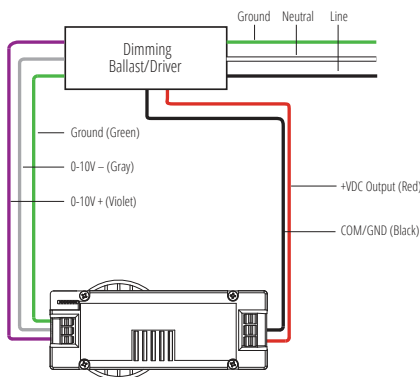 Ground Neutral Line
Dimming
Ballast/Driver
Ground (Green)
0-10V – (Gray)
0-10V + (Violet)
+VDC Output (Red)
COM/GND (Black)